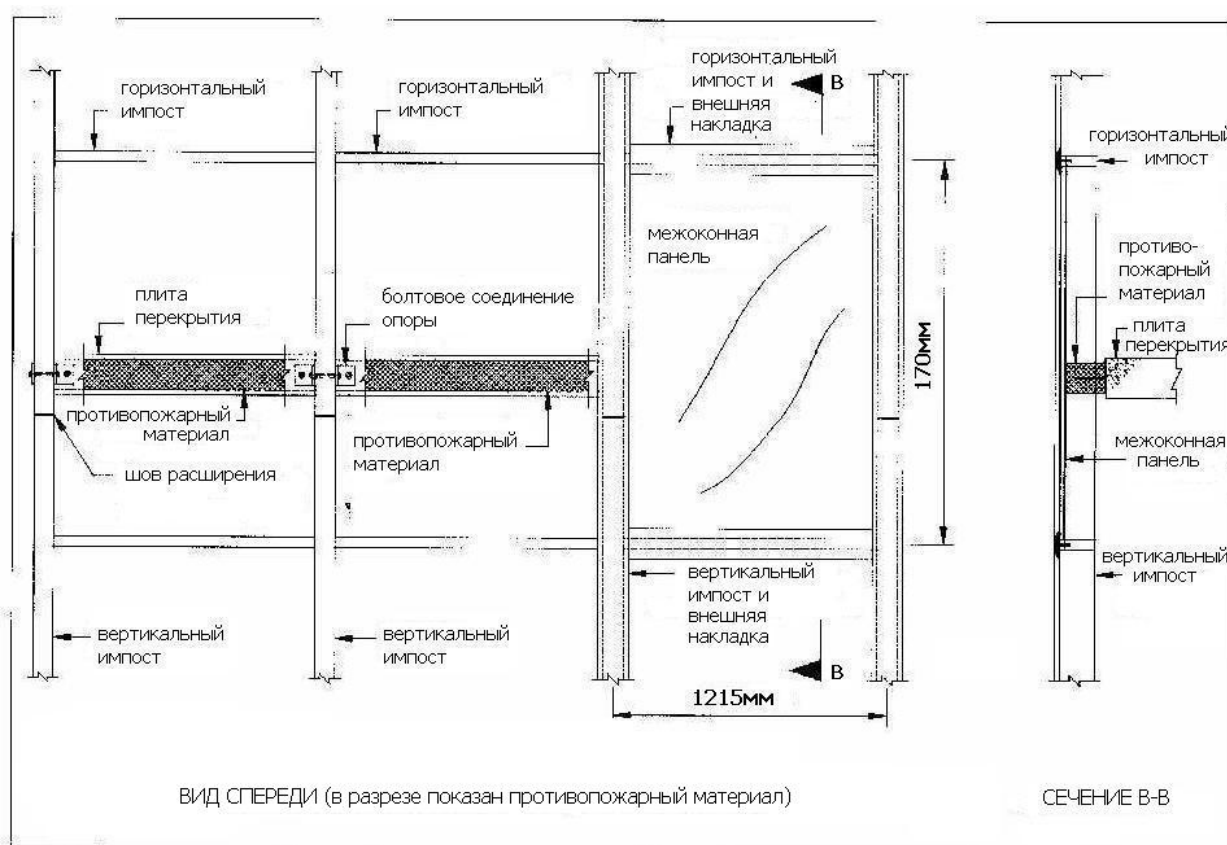 горизонтальный
импост
горизонтальный
импост
горизонтальный
импост и
внешняя
накладка
B
межоконная
панель
плита
перекрытия
болтовое соединение
опоры
противопожарный
материал
противопожарный
материал
шов расширения
170мм
вертикальный
импост
вертикальный
импост
вертикальный
импост и
внешняя
накладка
B
1215мм
горизонтальный
импост
противо-
пожарный
материал
плита
перекрытия
межоконная
панель
вертикальный
импост
ВИД СПЕРЕДИ (в разрезе показан противопожарный материал)
СЕЧЕНИЕ B-B